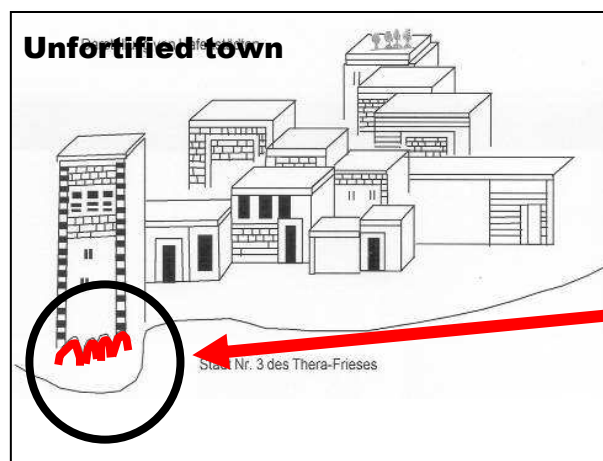 Unfortified town
Stadt Nr. 3 des Thera-Frieses